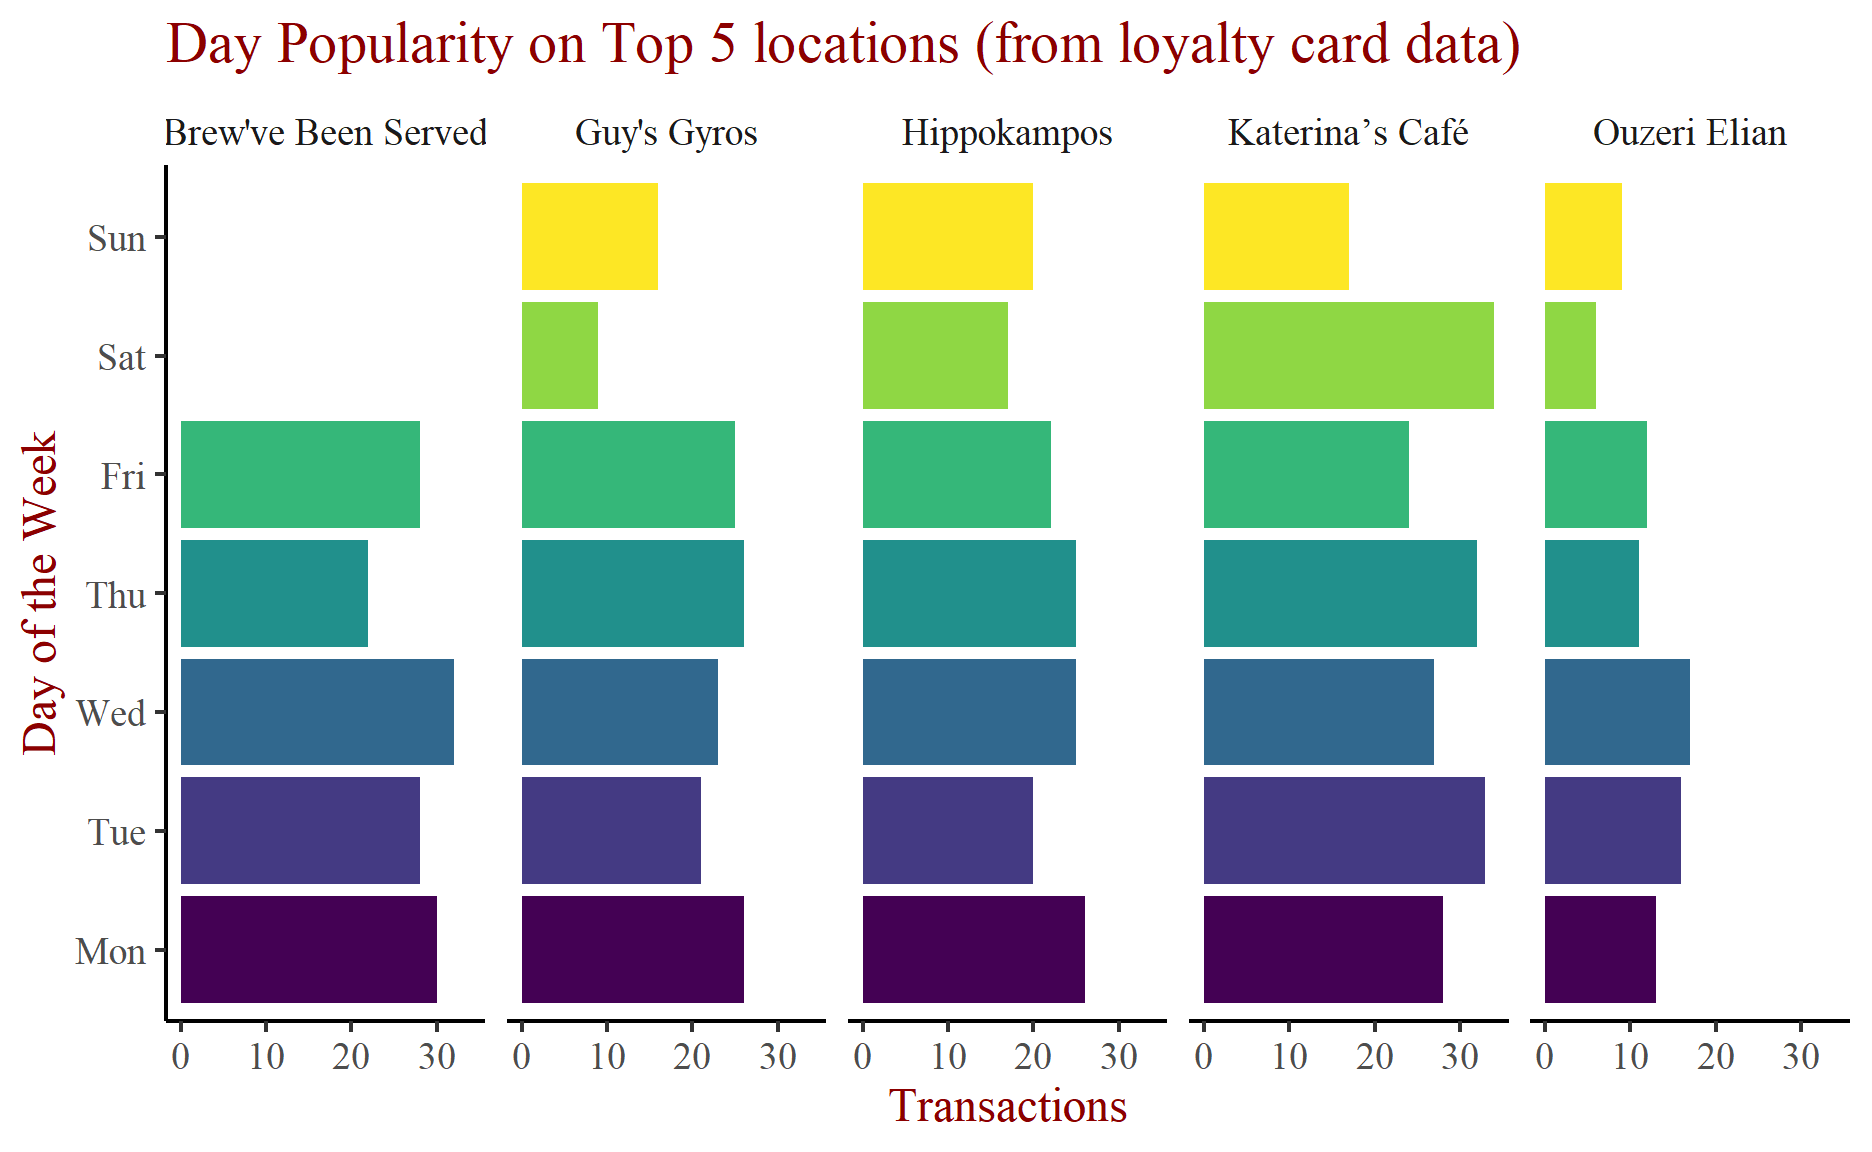 Day Popularity on Top 5 locations (from loyalty card data)
Brew've Been Served
Guy's Gyros
Hippokampos
Katerina’s Café
Ouzeri Elian
Day of the Week
Sun
Sat
Fri
Thu
Wed
Tue
Mon
0 10 20 30
0 10 20 30
0 10 20 30
0 10 20 30
0 10 20 30
Transactions